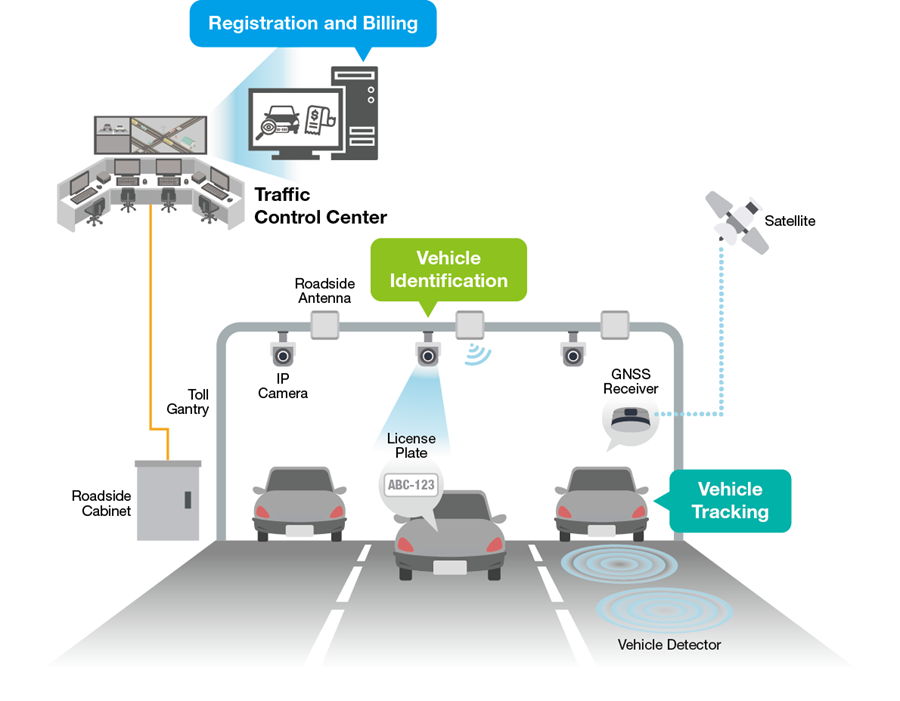 Registration and Billing
Traffic
Control Center
Satellite
Vehicle
Identification
Roadside
Antenna
IP
Camera
GNSS
Receiver
Toll
Gantry
License
Plate
ABC-123
Roadside
Cabinet
Vehicle
Tracking
Vehicle Detector